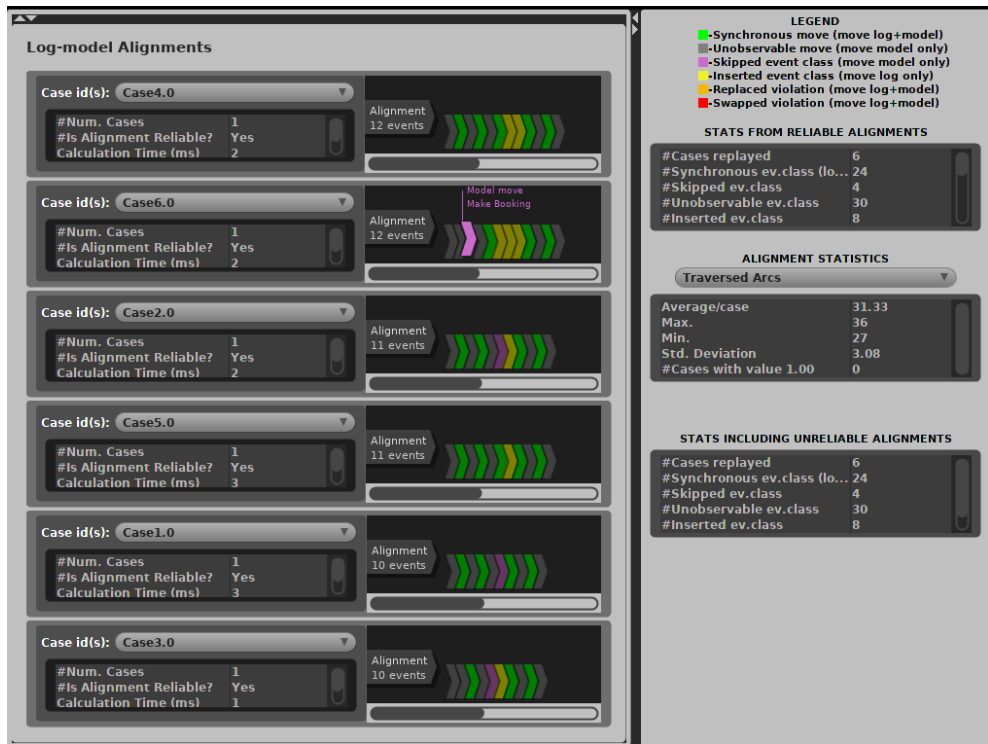 Log-model Alignments
Case id(s): Case4.0
#Num. Cases 1
#Is Alignment Reliable? Yes
Calculation Time (ms) 2
Alignment
12 events
Case id(s): Case6.0
#Num. Cases 1
#Is Alignment Reliable? Yes
Calculation Time (ms) 2
Alignment
12 events
Model move
Make Booking
Case id(s): Case2.0
#Num. Cases 1
#Is Alignment Reliable? Yes
Calculation Time (ms) 2
Alignment
11 events
Case id(s): Case5.0
#Num. Cases 1
#Is Alignment Reliable? Yes
Calculation Time (ms) 3
Alignment
11 events
Case id(s): Case1.0
#Num. Cases 1
#Is Alignment Reliable? Yes
Calculation Time (ms) 3
Alignment
10 events
Case id(s): Case3.0
#Num. Cases 1
#Is Alignment Reliable? Yes
Calculation Time (ms) 1
Alignment
10 events
LEGEND
-Synchronous move (move log+model)
-Unobservable move (move model only)
-Skipped event class (move model only)
-Inserted event class (move log only)
-Replaced violation (move log+model)
-Swapped violation (move log+model)
STATS FROM RELIABLE ALIGNMENTS
#Cases replayed 6
#Synchronous ev.class (lo... 24
#Skipped ev.class 4
#Unobservable ev.class 30
#Inserted ev.class 8
ALIGNMENT STATISTICS
Traversed Arcs
Average/case 31.33
Max. 36
Min. 27
Std. Deviation 3.08
#Cases with value 1.00 0
STATS INCLUDING UNRELIABLE ALIGNMENTS
#Cases replayed 6
#Synchronous ev.class (lo... 24
#Skipped ev.class 4
#Unobservable ev.class 30
#Inserted ev.class 8